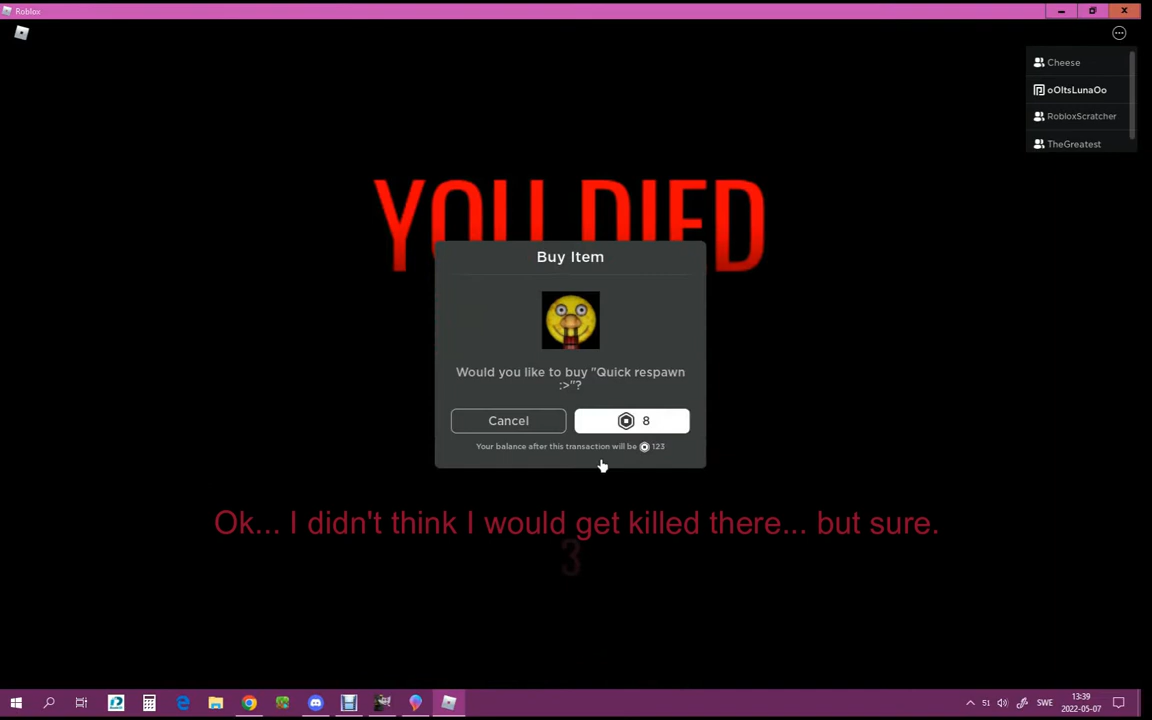 Roblox
Cheese
oOItsLunaOo
RobloxScratcher
TheGreatest
YOU DIED
Buy Item
Would you like to buy "Quick respawn
:>"?
Cancel
8
Your balance after this transaction will be 123
Ok... I didn't think I would get killed there... but sure.
3
51
SWE
13:39
2022-05-07